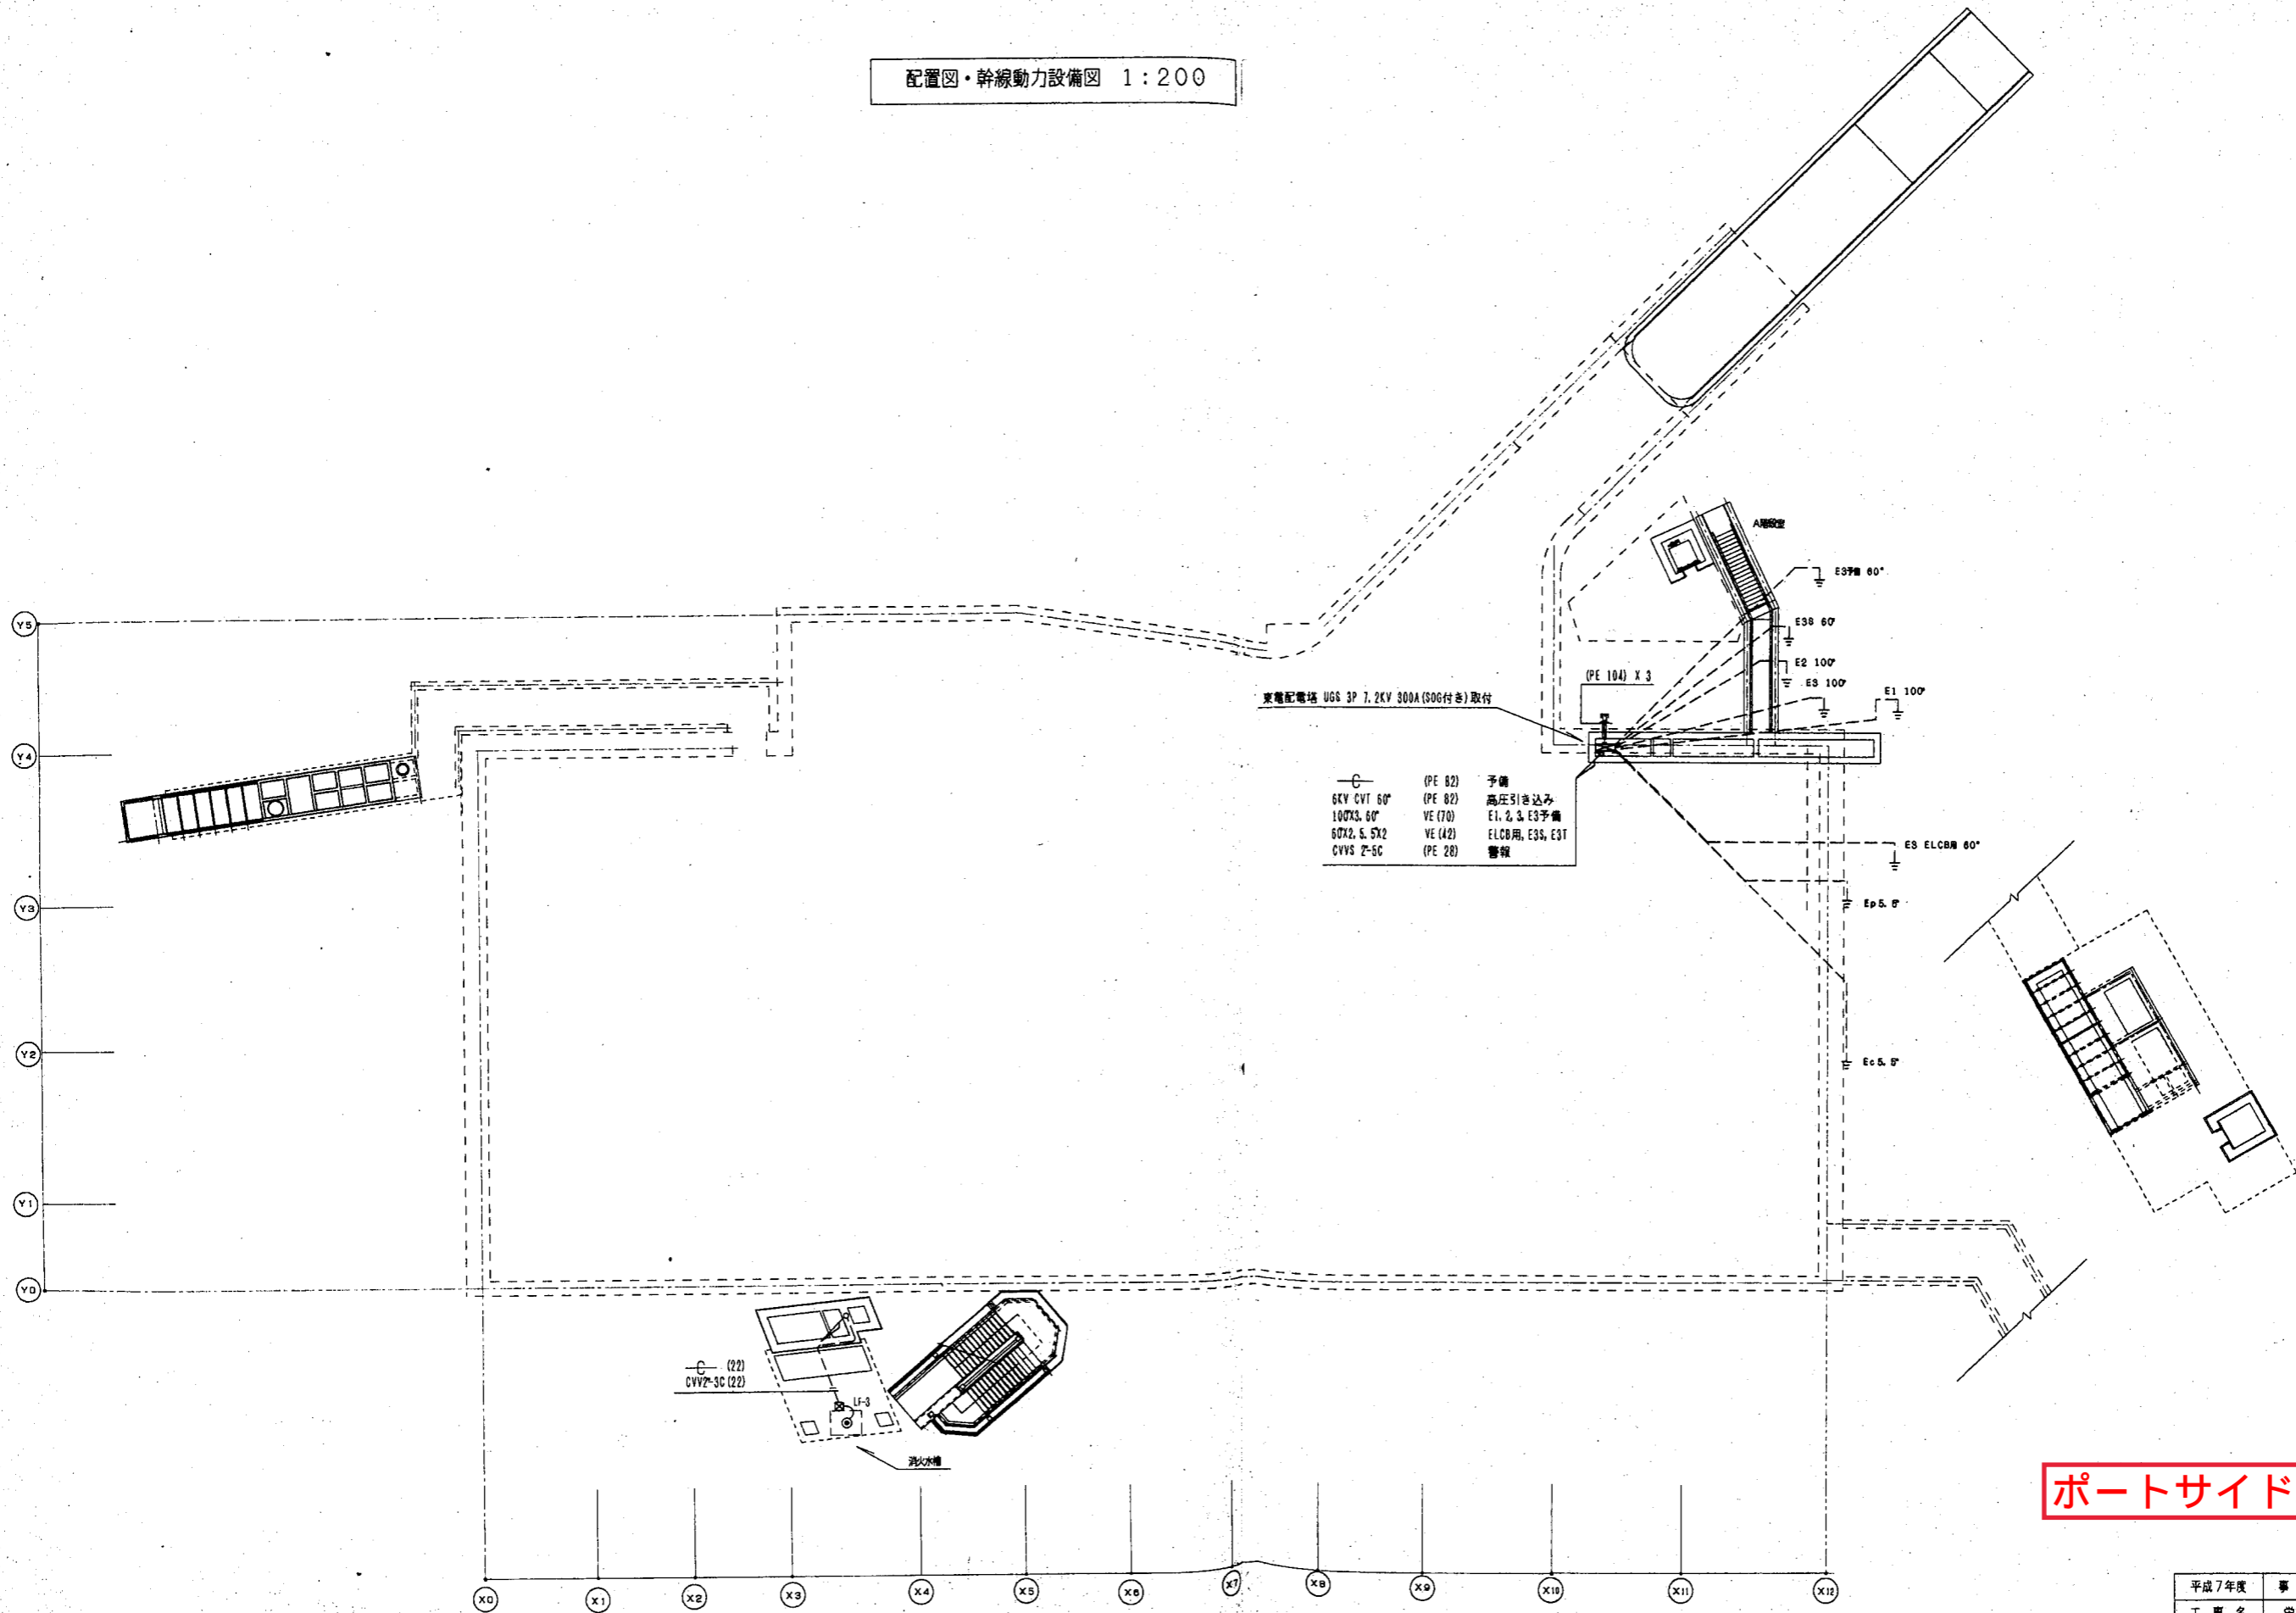 配置図・幹線動力設備図 1:200
A階段室
E3予備 60°
E3S 60°
E2 100°
E3 100°
E1 100°
(PE 104) X 3
東電配電塔 UGS 3P 7.2KV 300A(SOG付き)取付
C (PE 82) 予備
6KV CVT 60° (PE 82) 高圧引き込み
100X3,60° VE(70) E1,2,3,E3予備
60X2,5.5X2 VE(42) ELCB用,E3S,E3T
CVVS 2°-5C (PE 28) 警報
E3 ELCB用 60°
Ep5.5°
Ec5.5°
Y5
Y4
Y3
Y2
Y1
Y0
C (22)
CVV2°-3C(22)
LF-3
消火水槽
X0 X1 X2 X3 X4 X5 X6 X7 X8 X9 X10 X11 X12
ポートサイド
平成7年度 事
工事名